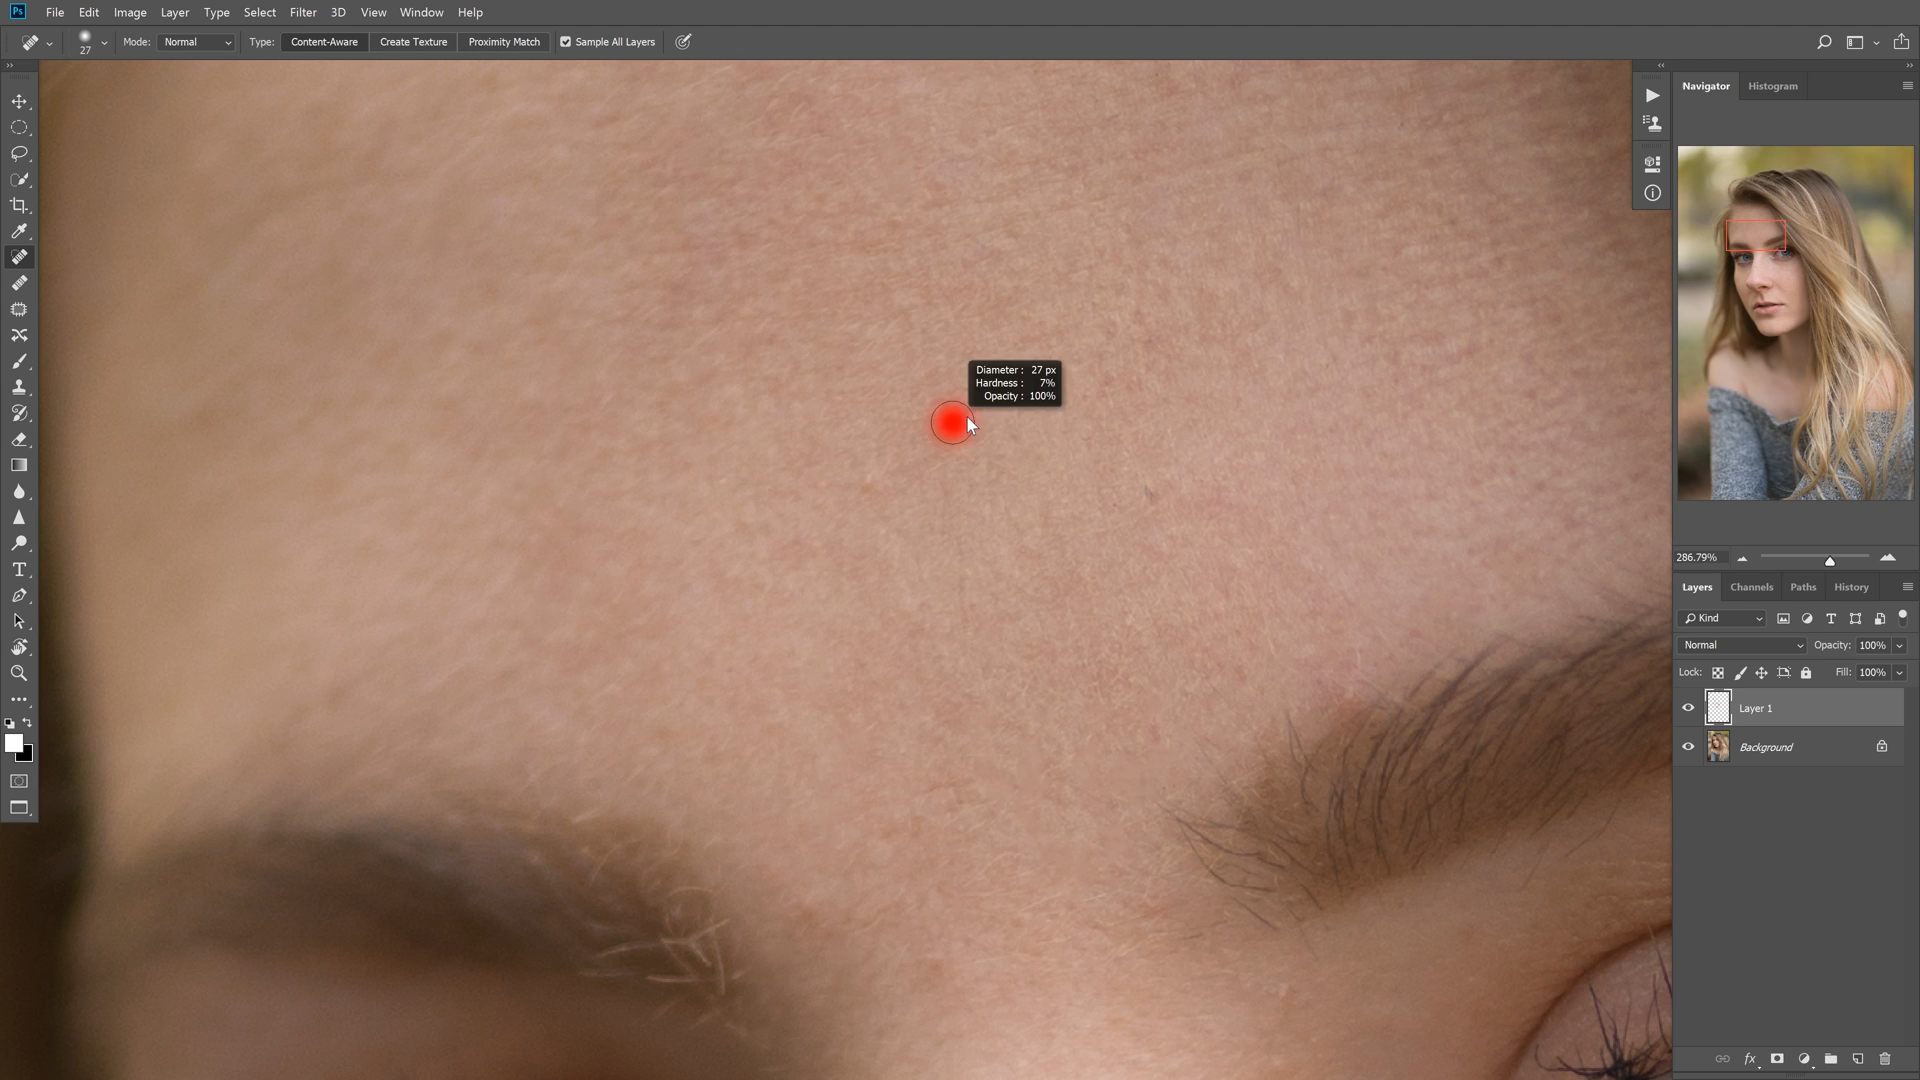 Ps File Edit Image Layer Type Select Filter 3D View Window Help
27 Mode: Normal Type: Content-Aware Create Texture Proximity Match Sample All Layers
Navigator Histogram
Diameter : 27 px
Hardness : 7%
Opacity : 100%
286.79%
Layers Channels Paths History
Kind
Normal Opacity: 100%
Lock: Fill: 100%
Layer 1
Background
fx